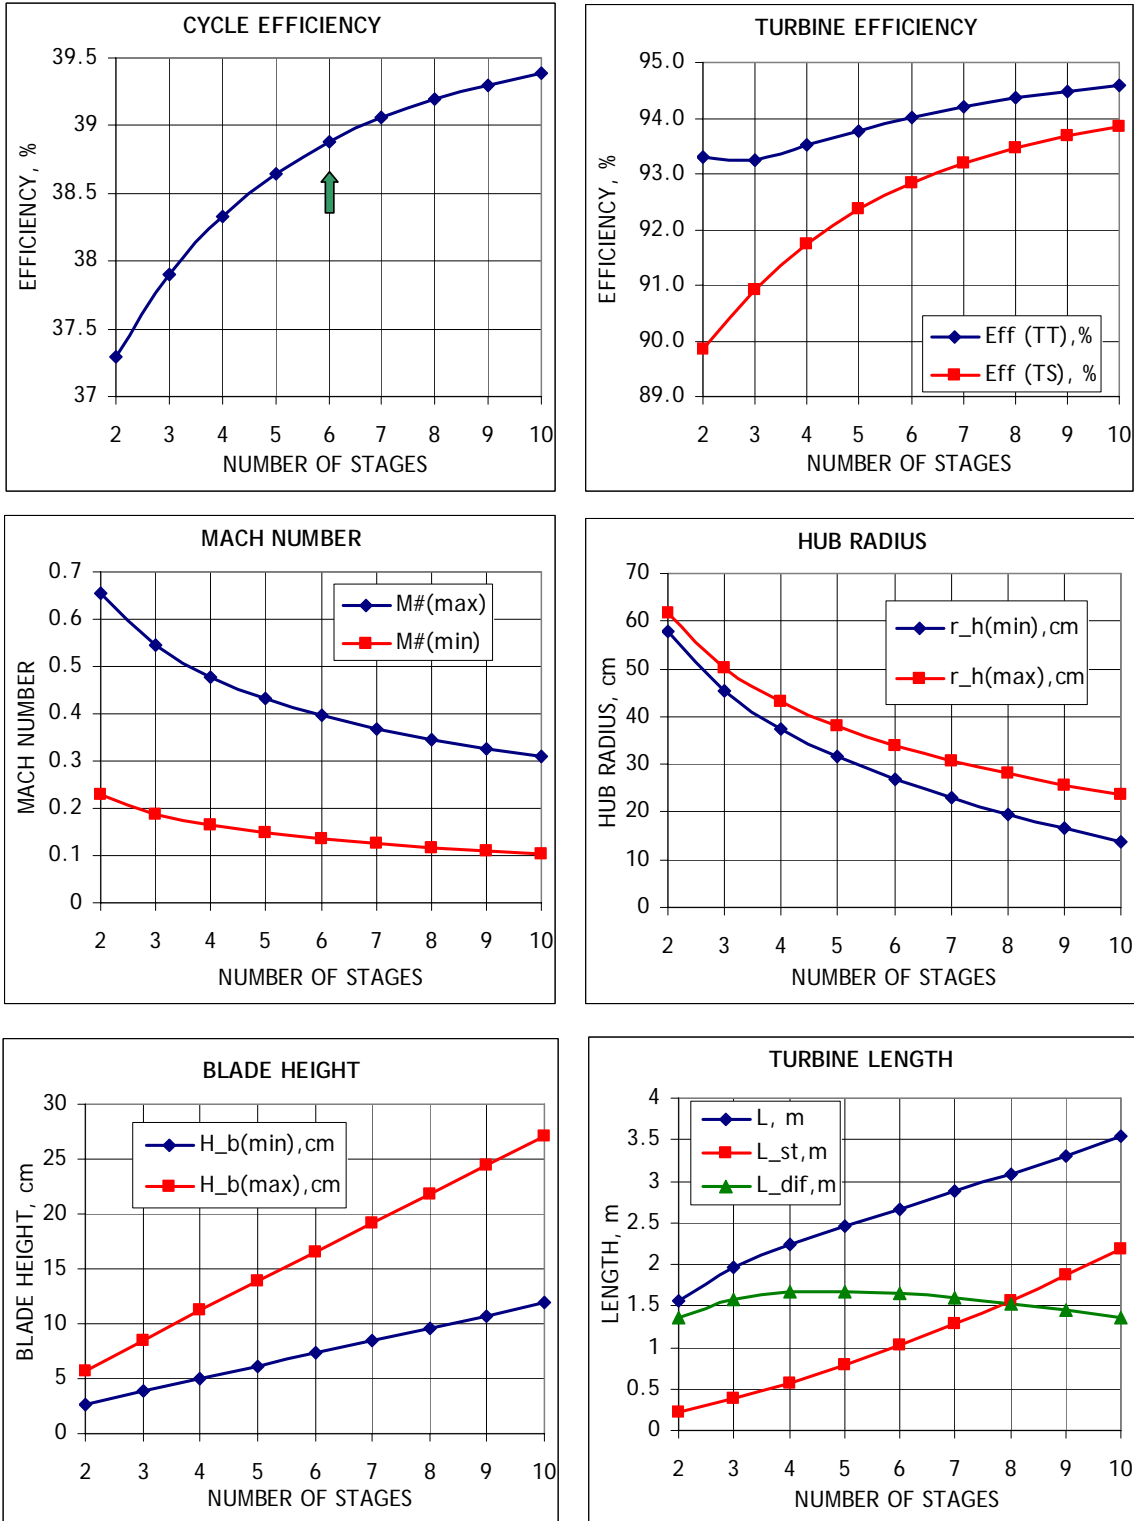 CYCLE EFFICIENCY
39.5
39
38.5
38
37.5
37
EFFICIENCY, %
2 3 4 5 6 7 8 9 10
NUMBER OF STAGES
TURBINE EFFICIENCY
95.0
94.0
93.0
92.0
91.0
90.0
89.0
EFFICIENCY, %
Eff (TT),%
Eff (TS), %
2 3 4 5 6 7 8 9 10
NUMBER OF STAGES
MACH NUMBER
0.7
0.6
0.5
0.4
0.3
0.2
0.1
0
MACH NUMBER
M#(max)
M#(min)
2 3 4 5 6 7 8 9 10
NUMBER OF STAGES
HUB RADIUS
70
60
50
40
30
20
10
0
HUB RADIUS, cm
r_h(min),cm
r_h(max),cm
2 3 4 5 6 7 8 9 10
NUMBER OF STAGES
BLADE HEIGHT
30
25
20
15
10
5
0
BLADE HEIGHT, cm
H_b(min),cm
H_b(max),cm
2 3 4 5 6 7 8 9 10
NUMBER OF STAGES
TURBINE LENGTH
4
3.5
3
2.5
2
1.5
1
0.5
0
LENGTH, m
L, m
L_st,m
L_dif,m
2 3 4 5 6 7 8 9 10
NUMBER OF STAGES